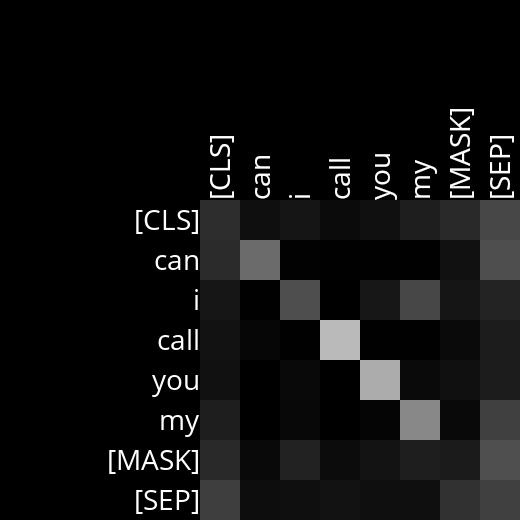 [CLS] can i call you my [MASK] [SEP]
[CLS]
can
i
call
you
my
[MASK]
[SEP]